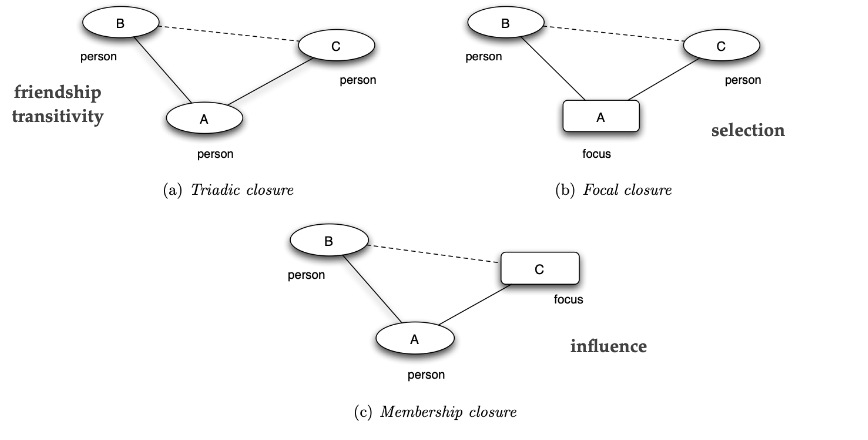 B
person
C
person
friendship
transitivity
A
person
(a) Triadic closure
B
person
C
person
A
focus
selection
(b) Focal closure
B
person
C
focus
A
person
influence
(c) Membership closure